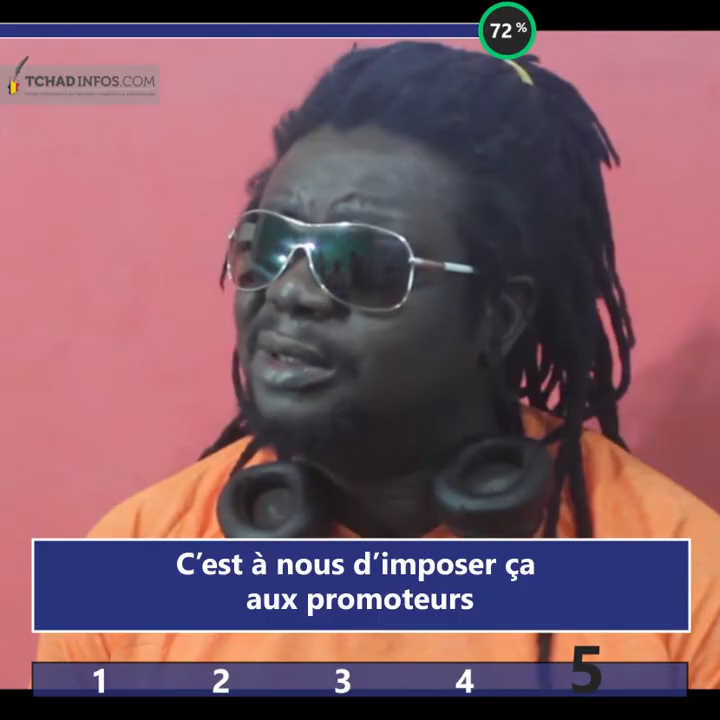 72 %
TCHADINFOS.COM
C’est à nous d’imposer ça
aux promoteurs
1 2 3 4 5